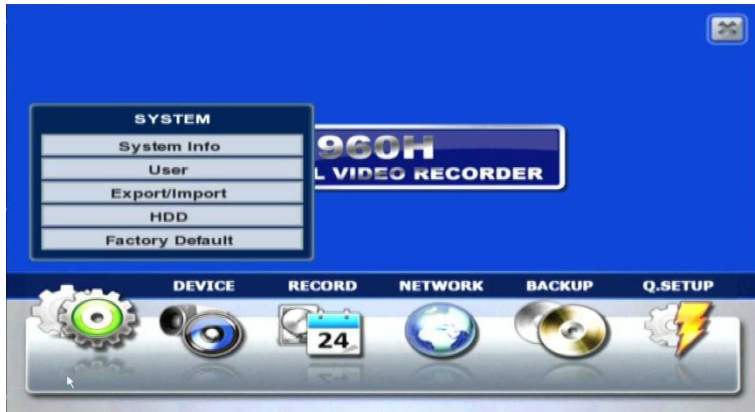 SYSTEM
System Info
User
Export/Import
HDD
Factory Default
960H
L VIDEO RECORDER
DEVICE
RECORD
NETWORK
BACKUP
Q.SETUP
24